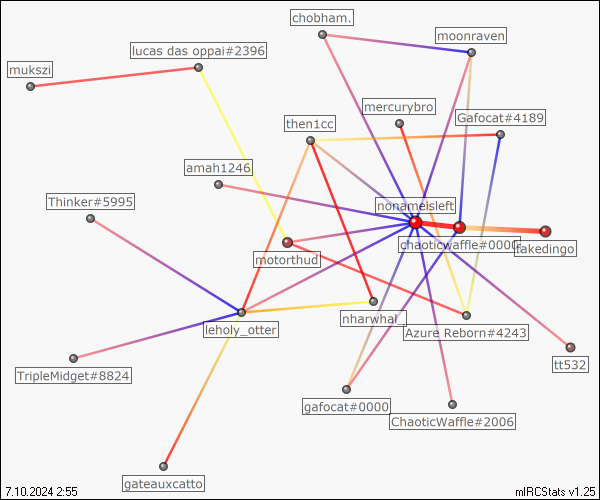 chobham.
moonraven
lucas das oppai#2396
mukszi
mercurybro
Gafocat#4189
then1cc
amah1246
Thinker#5995
nonameisleft
chaoticwaffle#0000
fakedingo
motorthud
nharwhal_
leholy_otter
Azure Reborn#4243
tt532
TripleMidget#8824
gafocat#0000
ChaoticWaffle#2006
gateauxcatto
7.10.2024 2:55
mIRCStats v1.25